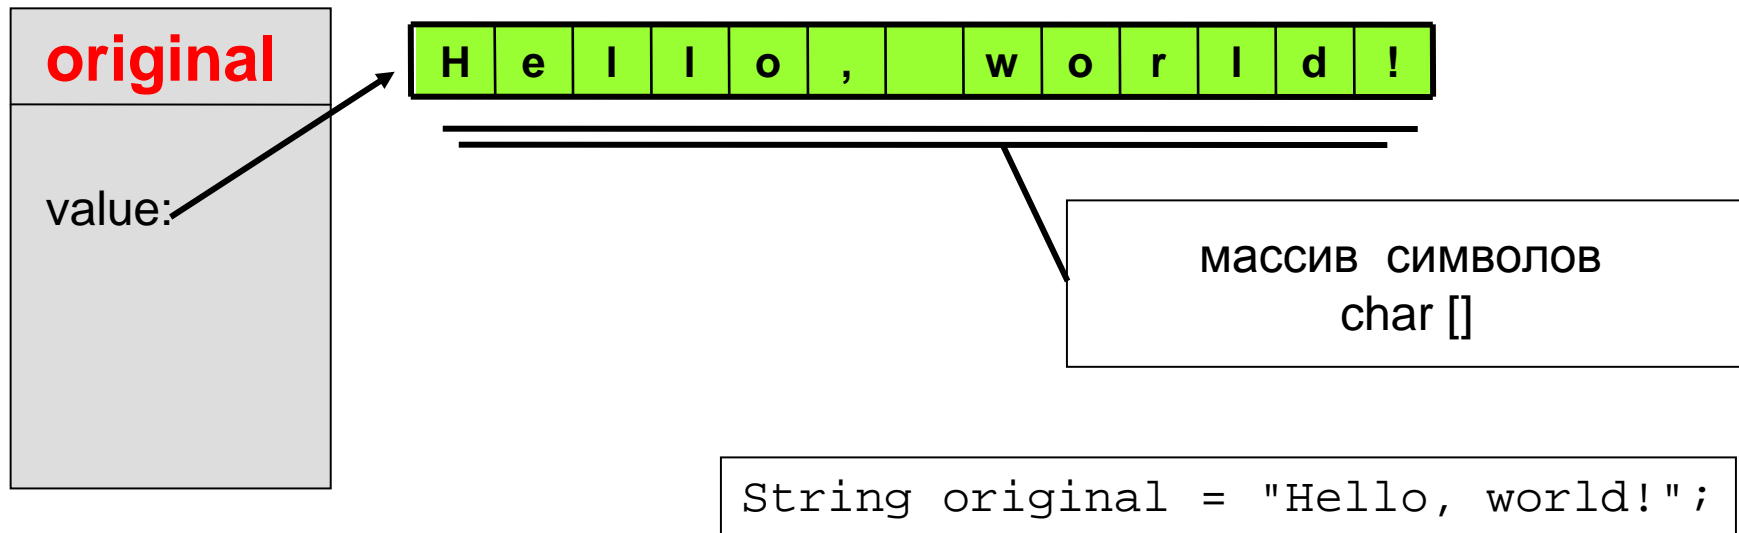 original
H e l l o ,   w o r l d !
value:
массив символов
char []
String original = "Hello, world!";